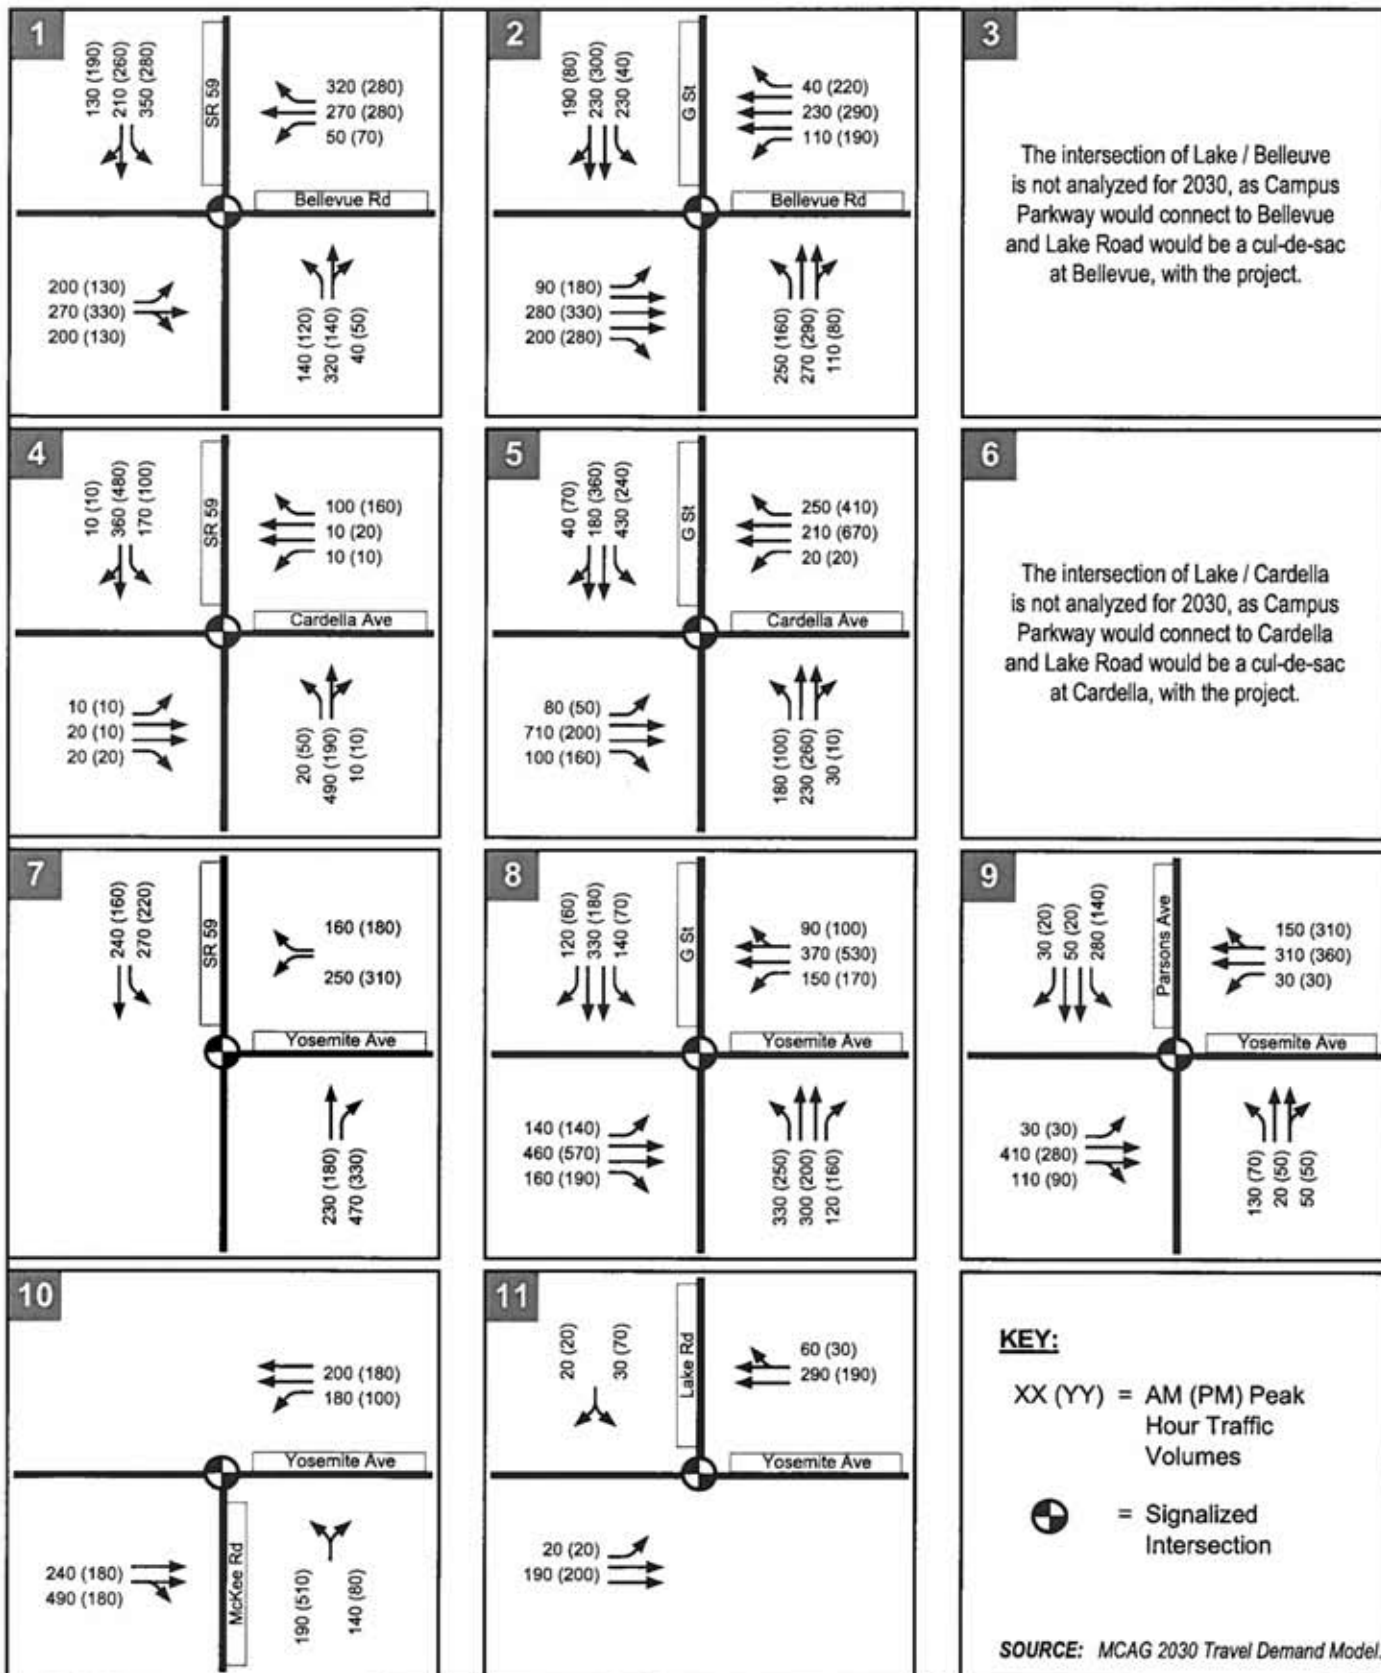 1
130 (190)
210 (260)
350 (280)
SR 59
320 (280)
270 (280)
50 (70)
Bellevue Rd
200 (130)
270 (330)
200 (130)
140 (120)
320 (140)
40 (50)
2
190 (80)
230 (300)
230 (40)
G St
40 (220)
230 (290)
110 (190)
Bellevue Rd
90 (180)
280 (330)
200 (280)
250 (160)
270 (290)
110 (80)
3
The intersection of Lake / Belleuve
is not analyzed for 2030, as Campus
Parkway would connect to Bellevue
and Lake Road would be a cul-de-sac
at Bellevue, with the project.
4
10 (10)
360 (480)
170 (100)
SR 59
100 (160)
10 (20)
10 (10)
Cardella Ave
10 (10)
20 (10)
20 (20)
20 (50)
490 (190)
10 (10)
5
40 (70)
180 (360)
430 (240)
G St
250 (410)
210 (670)
20 (20)
Cardella Ave
80 (50)
710 (200)
100 (160)
180 (100)
230 (260)
30 (10)
6
The intersection of Lake / Cardella
is not analyzed for 2030, as Campus
Parkway would connect to Cardella
and Lake Road would be a cul-de-sac
at Cardella, with the project.
7
240 (160)
270 (220)
SR 59
160 (180)
250 (310)
Yosemite Ave
230 (180)
470 (330)
8
120 (60)
330 (180)
140 (70)
G St
90 (100)
370 (530)
150 (170)
Yosemite Ave
140 (140)
460 (570)
160 (190)
330 (250)
300 (200)
120 (160)
9
30 (20)
50 (20)
280 (140)
Parsons Ave
150 (310)
310 (360)
30 (30)
Yosemite Ave
30 (30)
410 (280)
110 (90)
130 (70)
20 (50)
50 (50)
10
200 (180)
180 (100)
Yosemite Ave
240 (180)
490 (180)
McKee Rd
190 (510)
140 (80)
11
20 (20)
30 (70)
Lake Rd
60 (30)
290 (190)
Yosemite Ave
20 (20)
190 (200)
KEY:
XX (YY) = AM (PM) Peak
Hour Traffic
Volumes
= Signalized
Intersection
SOURCE: MCAG 2030 Travel Demand Model.